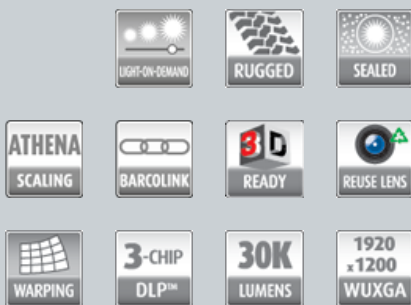 LIGHT-ON-DEMAND
RUGGED
SEALED
ATHENA
SCALING
BARCOLINK
3D
READY
REUSE LENS
WARPING
3-CHIP
DLP™
30K
LUMENS
1920
x1200
WUXGA